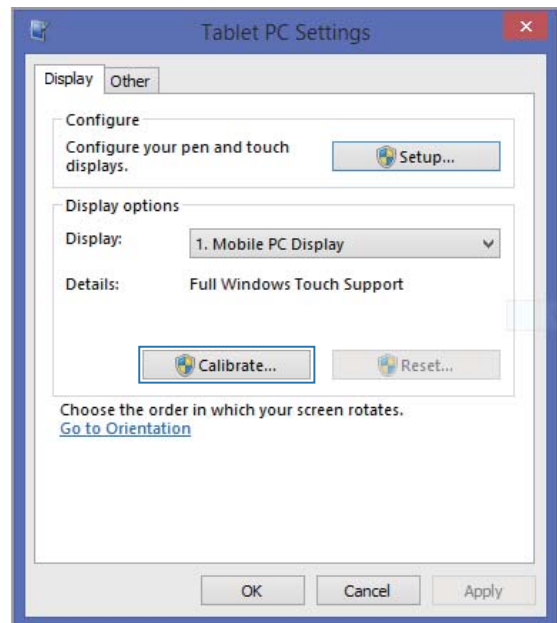 Tablet PC Settings
Display Other
Configure
Configure your pen and touch
displays.
Setup...
Display options
Display: 1. Mobile PC Display
Details: Full Windows Touch Support
Calibrate... Reset...
Choose the order in which your screen rotates.
Go to Orientation
OK Cancel Apply